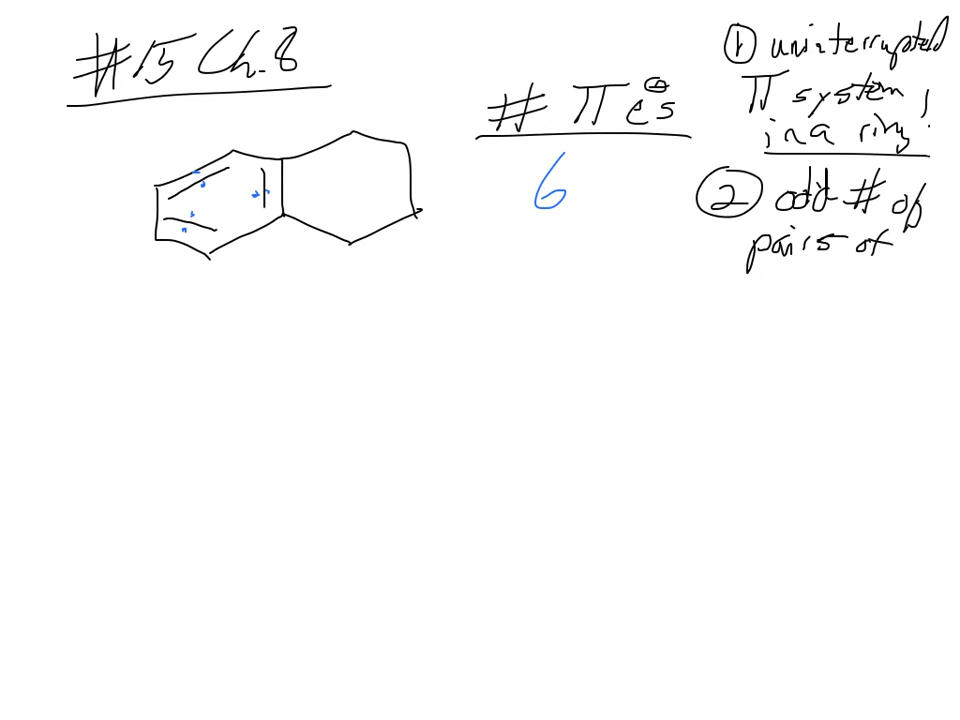 #15 Ch. 8
# π e⊖s
6
① uninterrupted
π system,
in a ring!
② odd # of
pairs of